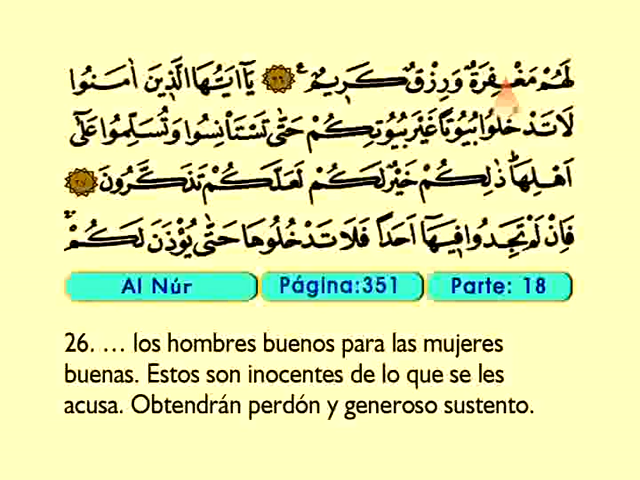 لَهُمْ مَغْفِرَةٌ وَرِزْقٌ كَرِيمٌ ٢٦ يَآ اَيُّهَا الَّذِينَ اٰمَنُوا
لَا تَدْخُلُوا بُيُوتًا غَيْرَ بُيُوتِكُمْ حَتّٰى تَسْتَأْنِسُوا وَتُسَلِّمُوا عَلٰٓى
اَهْلِهَا ذٰلِكُمْ خَيْرٌ لَكُمْ لَعَلَّكُمْ تَذَكَّرُونَ ٢٧
فَاِنْ لَمْ تَجِدُوا فِيهَآ اَحَدًا فَلَا تَدْخُلُوهَا حَتّٰى يُؤْذَنَ لَكُمْ
Al Núr Página:351 Parte: 18
26. … los hombres buenos para las mujeres
buenas. Estos son inocentes de lo que se les
acusa. Obtendrán perdón y generoso sustento.